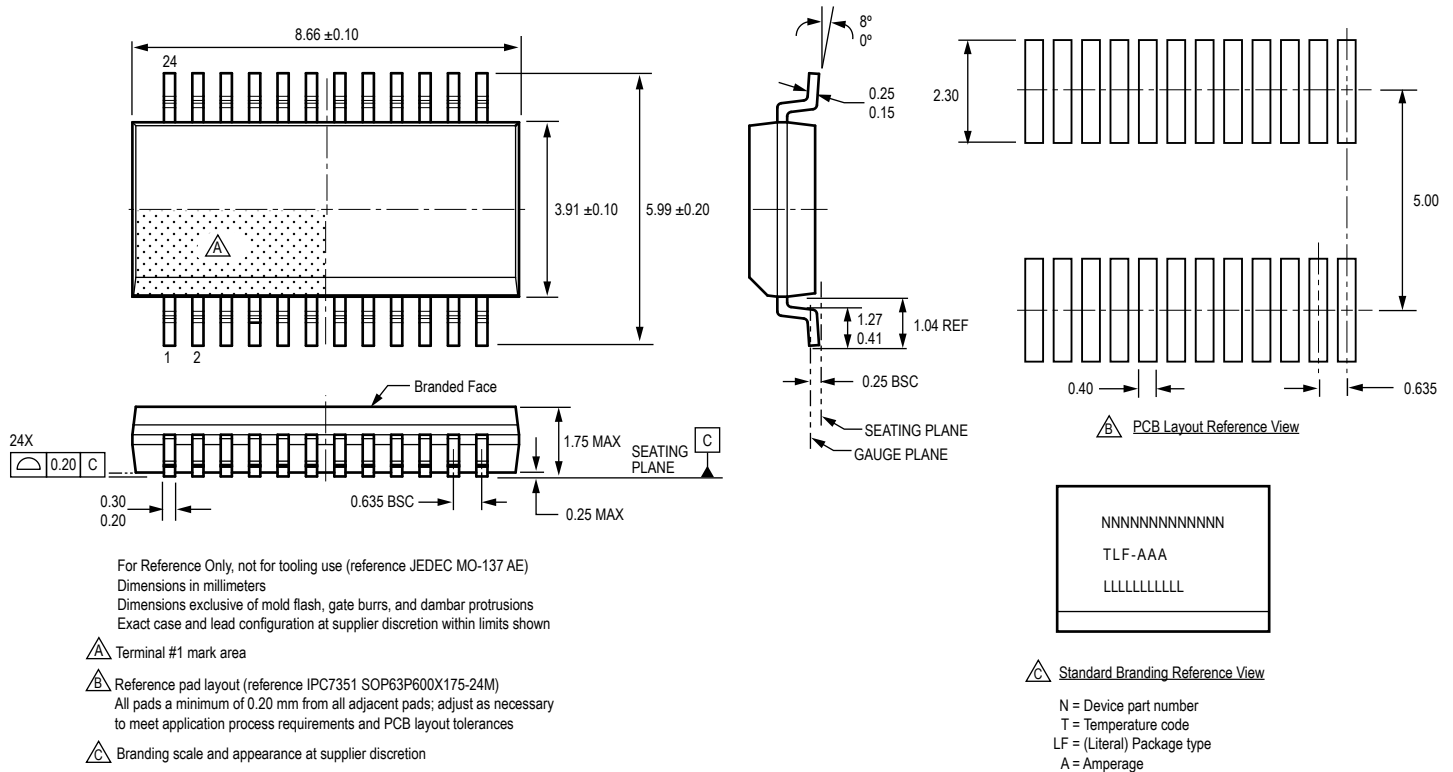 8.66 ±0.10
24
3.91 ±0.10
5.99 ±0.20
A
1 2
8º
0º
0.25
0.15
1.27
0.41
1.04 REF
0.25 BSC
SEATING PLANE
GAUGE PLANE
2.30
5.00
0.40
0.635
B PCB Layout Reference View
Branded Face
24X
0.20 C
1.75 MAX
SEATING
PLANE
C
0.30
0.20
0.635 BSC
0.25 MAX
For Reference Only, not for tooling use (reference JEDEC MO-137 AE)
Dimensions in millimeters
Dimensions exclusive of mold flash, gate burrs, and dambar protrusions
Exact case and lead configuration at supplier discretion within limits shown
A Terminal #1 mark area
B Reference pad layout (reference IPC7351 SOP63P600X175-24M)
All pads a minimum of 0.20 mm from all adjacent pads; adjust as necessary
to meet application process requirements and PCB layout tolerances
C Branding scale and appearance at supplier discretion
NNNNNNNNNNNNN
TLF-AAA
LLLLLLLLLLL
C Standard Branding Reference View
N = Device part number
T = Temperature code
LF = (Literal) Package type
A = Amperage